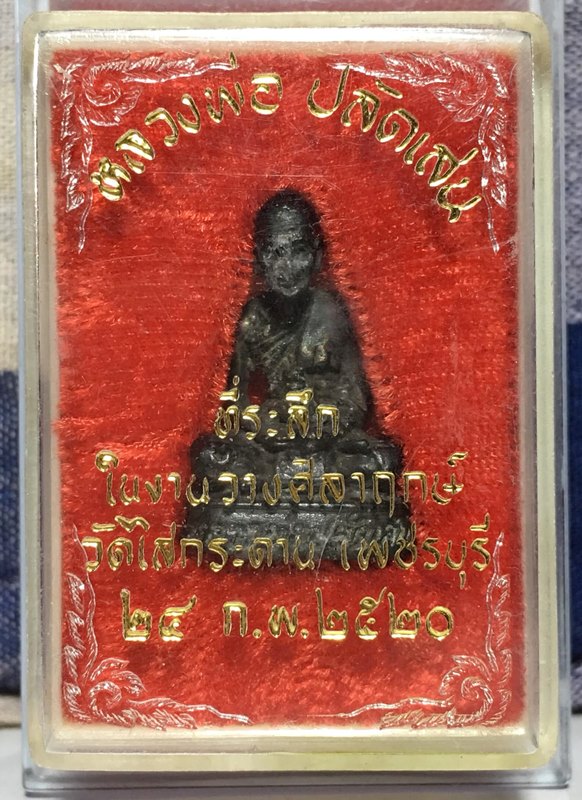 หลวงพ่อ ปลัดเส่น
ที่ระลึก
ในงานวางศิลาฤกษ์
วัดไสกระดาน เพชรบุรี
๒๔ ก.พ.๒๕๒๐